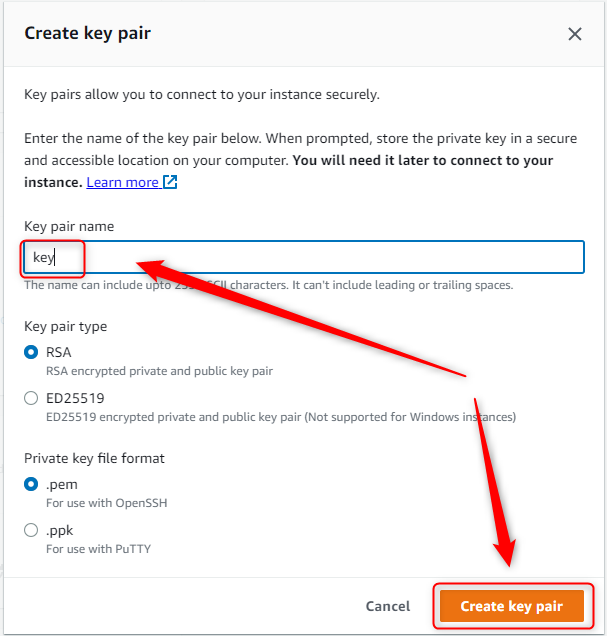 Create key pair
Key pairs allow you to connect to your instance securely.
Enter the name of the key pair below. When prompted, store the private key in a secure
and accessible location on your computer. You will need it later to connect to your
instance. Learn more
Key pair name
key
The name can include upto characters. It can't include leading or trailing spaces.
Key pair type
RSA
RSA encrypted private and public key pair
ED25519
ED25519 encrypted private and public key pair (Not supported for Windows instances)
Private key file format
.pem
For use with OpenSSH
.ppk
For use with PuTTY
Cancel
Create key pair